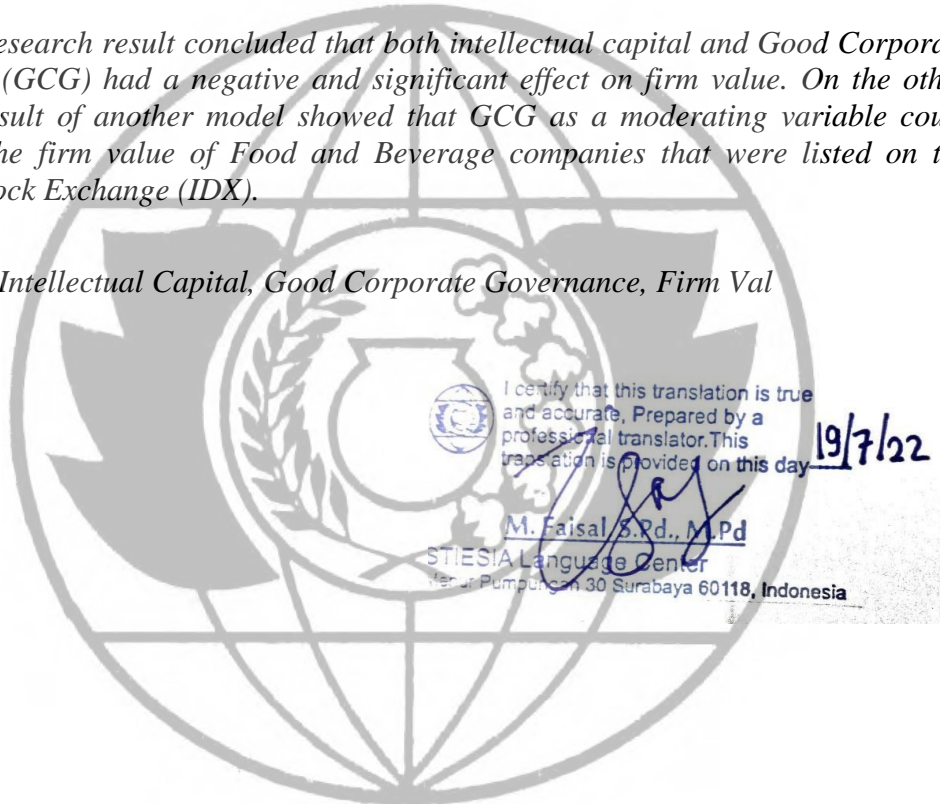 esearch result concluded that both intellectual capital and Good Corpora
(GCG) had a negative and significant effect on firm value. On the oth
sult of another model showed that GCG as a moderating variable cou
he firm value of Food and Beverage companies that were listed on t
ock Exchange (IDX).
Intellectual Capital, Good Corporate Governance, Firm Val
I certify that this translation is true
and accurate, Prepared by a
professional translator.This
translation is provided on this day 19/7/22
M. Faisal S.Pd., M.Pd
STIESIA Language Center
Pumpungan 30 Surabaya 60118, Indonesia